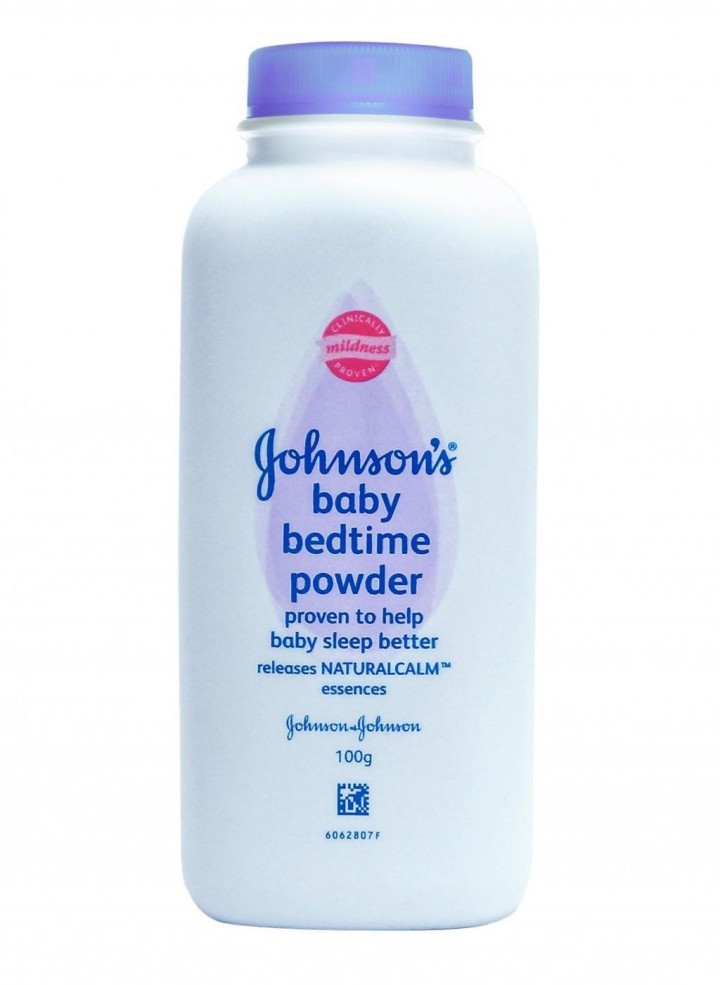 CLINICALLY
mildness
PROVEN
Johnson's®
baby
bedtime
powder
proven to help
baby sleep better
releases NATURALCALM™
essences
Johnson+Johnson
100g
6062807F